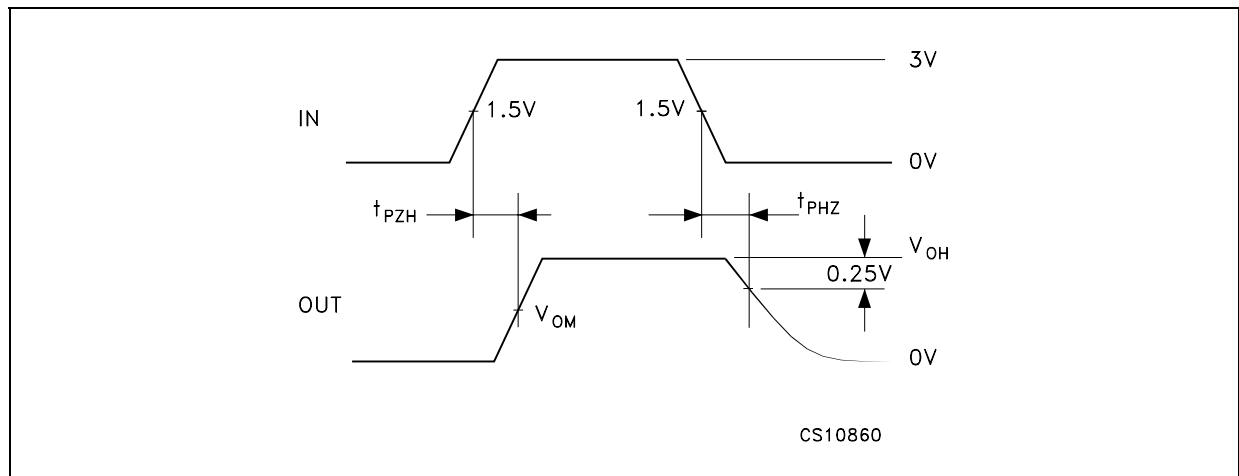 3V
IN
1.5V
1.5V
0V
tPZH
tPHZ
VOH
0.25V
OUT
VOM
0V
CS10860